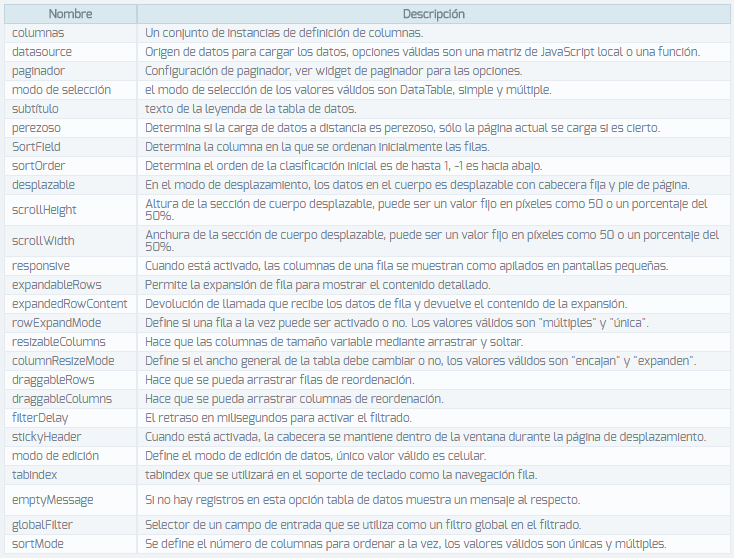 Nombre Descripción
columnas Un conjunto de instancias de definición de columnas.
datasource Origen de datos para cargar los datos, opciones válidas son una matriz de JavaScript local o una función.
paginador Configuración de paginador, ver widget de paginador para las opciones.
modo de selección el modo de selección de los valores válidos son DataTable, simple y múltiple.
subtítulo texto de la leyenda de la tabla de datos.
perezoso Determina si la carga de datos a distancia es perezoso, sólo la página actual se carga si es cierto.
SortField Determina la columna en la que se ordenan inicialmente las filas.
sortOrder Determina el orden de la clasificación inicial es de hasta 1, -1 es hacia abajo.
desplazable En el modo de desplazamiento, los datos en el cuerpo es desplazable con cabecera fija y pie de página.
scrollHeight Altura de la sección de cuerpo desplazable, puede ser un valor fijo en píxeles como 50 o un porcentaje del
50%.
scrollWidth Anchura de la sección de cuerpo desplazable, puede ser un valor fijo en píxeles como 50 o un porcentaje del
50%.
responsive Cuando está activado, las columnas de una fila se muestran como apilados en pantallas pequeñas.
expandableRows Permite la expansión de fila para mostrar el contenido detallado.
expandedRowContent Devolución de llamada que recibe los datos de fila y devuelve el contenido de la expansión.
rowExpandMode Define si una fila a la vez puede ser activado o no. Los valores válidos son "múltiples" y "única".
resizableColumns Hace que las columnas de tamaño variable mediante arrastrar y soltar.
columnResizeMode Define si el ancho general de la tabla debe cambiar o no, los valores válidos son "encajan" y "expanden".
draggableRows Hace que se pueda arrastrar filas de reordenación.
draggableColumns Hace que se pueda arrastrar columnas de reordenación.
filterDelay El retraso en milisegundos para activar el filtrado.
stickyHeader Cuando está activada, la cabecera se mantiene dentro de la ventana durante la página de desplazamiento.
modo de edición Define el modo de edición de datos, único valor válido es celular.
tabindex tabindex que se utilizará en el soporte de teclado como la navegación fila.
emptyMessage Si no hay registros en esta opción tabla de datos muestra un mensaje al respecto.
globalFilter Selector de un campo de entrada que se utiliza como un filtro global en el filtrado.
sortMode Se define el número de columnas para ordenar a la vez, los valores válidos son únicas y múltiples.